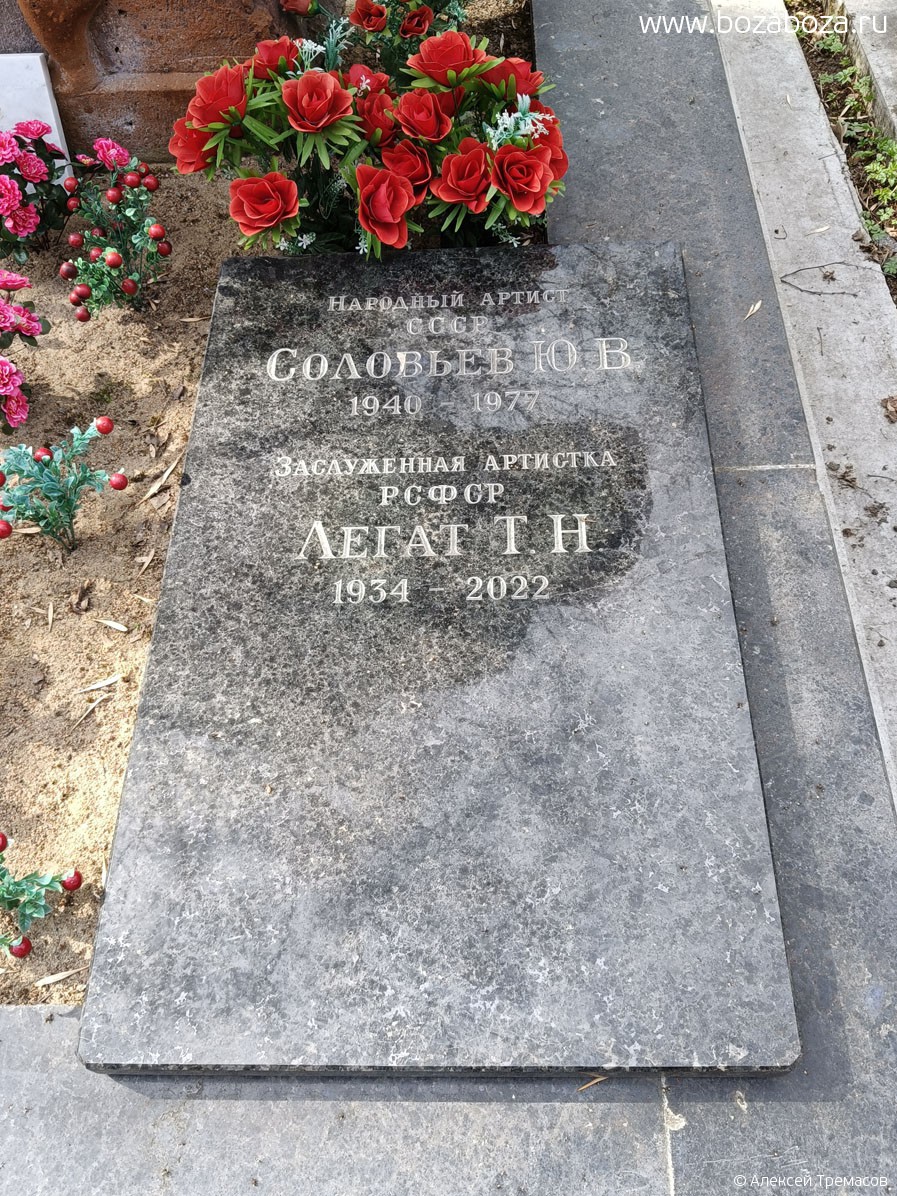 www.bozaboza.ru
Народный артист
СССР
Соловьев Ю. В.
1940 – 1977
Заслуженная артистка
РСФСР
Легат Т. Н
1934 – 2022
© Алексей Тремасов